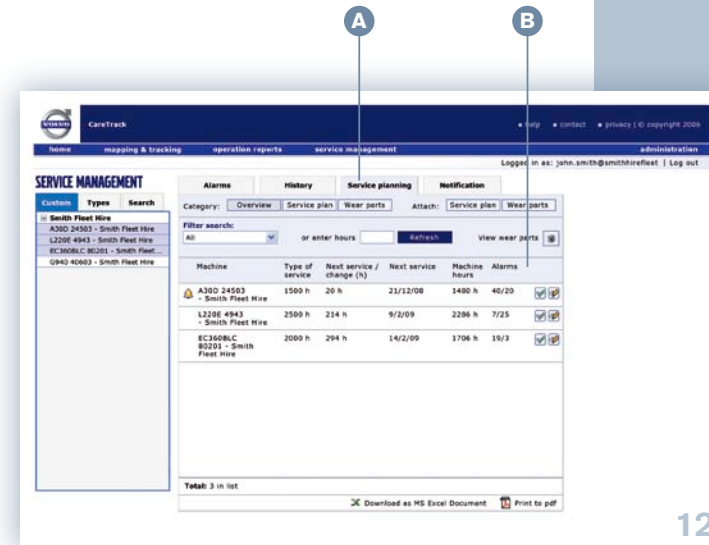 A B
VOLVO
CareTrack
help contact privacy | © copyright 2006
home mapping & tracking operation reports service management administration
Logged in as: john.smith@smithhirefleet | Log out
SERVICE MANAGEMENT
Alarms History Service planning Notification
Custom Types Search
Category: Overview Service plan Wear parts Attach: Service plan Wear parts
Smith Fleet Hire
A30D 24503 - Smith Fleet Hire
L220E 4943 - Smith Fleet Hire
EC360BLC 80201 - Smith Fleet...
G940 40603 - Smith Fleet Hire
Filter search:
All or enter hours Refresh View wear parts
Machine Type of service Next service / change (h) Next service Machine hours Alarms
A30D 24503 - Smith Fleet Hire 1500 h 20 h 21/12/08 1480 h 40/20
L220E 4943 - Smith Fleet Hire 2500 h 214 h 9/2/09 2286 h 7/25
EC360BLC 80201 - Smith Fleet Hire 2000 h 294 h 14/2/09 1706 h 19/3
Total: 3 in list
Download as MS Excel Document Print to pdf
12